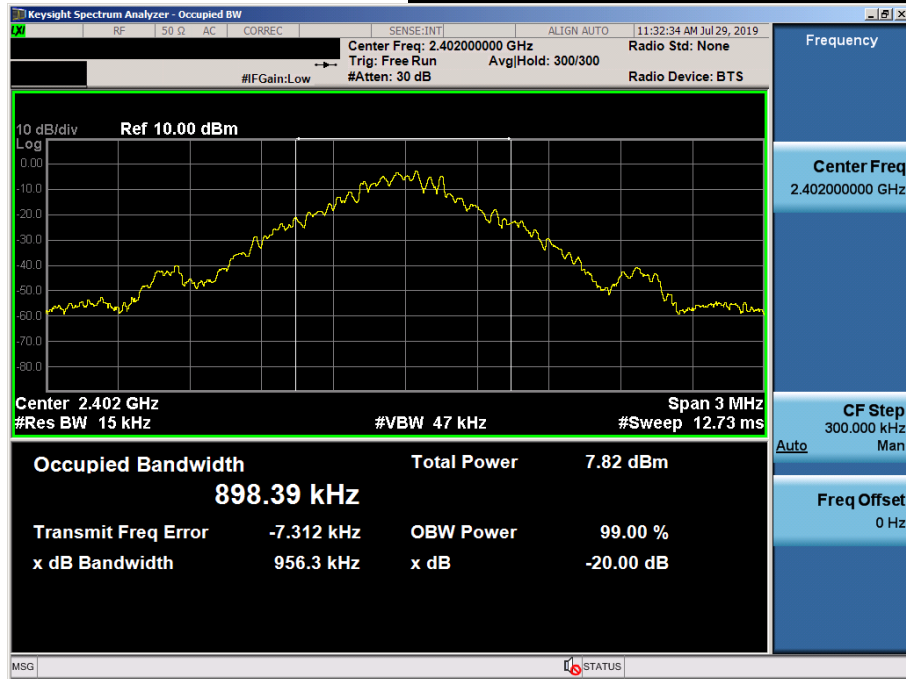 Keysight Spectrum Analyzer - Occupied BW
LXI RF 50 Ω AC CORREC SENSE:INT ALIGN AUTO 11:32:34 AM Jul 29, 2019
Center Freq: 2.402000000 GHz Radio Std: None
Trig: Free Run Avg|Hold: 300/300
#IFGain:Low #Atten: 30 dB Radio Device: BTS
Frequency
10 dB/div Ref 10.00 dBm
Log
0.00
-10.0
-20.0
-30.0
-40.0
-50.0
-60.0
-70.0
-80.0
Center 2.402 GHz Span 3 MHz
#Res BW 15 kHz #VBW 47 kHz #Sweep 12.73 ms
Center Freq
2.402000000 GHz
CF Step
300.000 kHz
Auto Man
Freq Offset
0 Hz
Occupied Bandwidth Total Power 7.82 dBm
898.39 kHz
Transmit Freq Error -7.312 kHz OBW Power 99.00 %
x dB Bandwidth 956.3 kHz x dB -20.00 dB
MSG STATUS